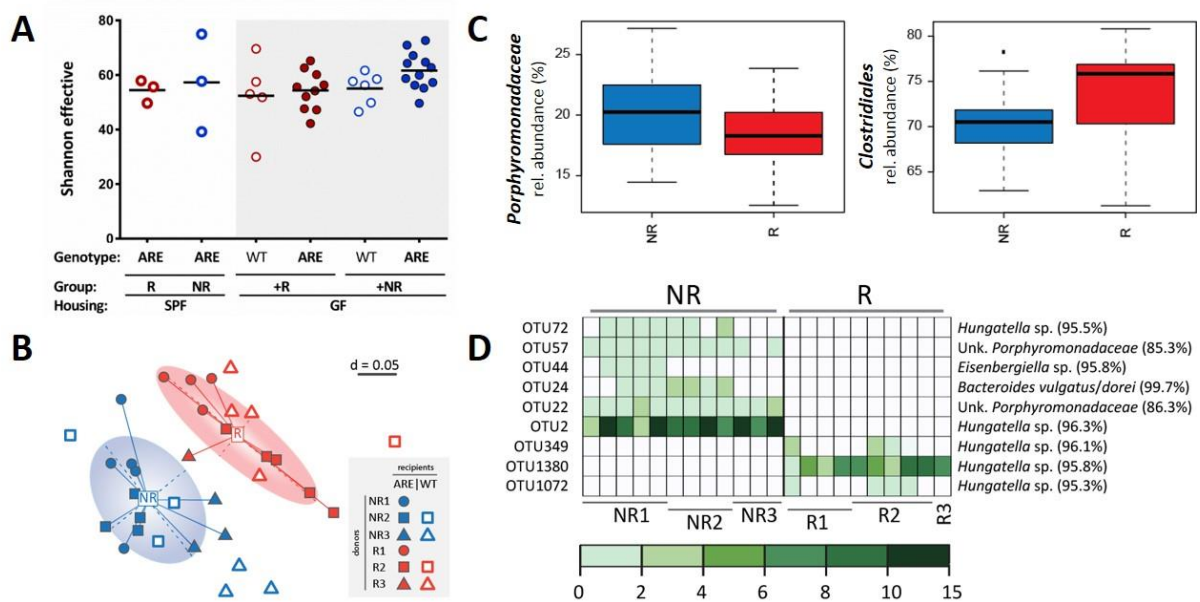 A
80
60
40
20
0
Shannon effective
Genotype: ARE ARE WT ARE WT ARE
Group: R NR +R +NR
Housing: SPF GF
B
d = 0.05
R
NR
recipients
ARE WT
donors
NR1
NR2
NR3
R1
R2
R3
C
Porphyromonadaceae
rel. abundance (%)
25
20
15
NR R
Clostridiales
rel. abundance (%)
80
75
70
65
NR R
D
NR R
OTU72 Hungatella sp. (95.5%)
OTU57 Unk. Porphyromonadaceae (85.3%)
OTU44 Eisenbergiella sp. (95.8%)
OTU24 Bacteroides vulgatus/dorei (99.7%)
OTU22 Unk. Porphyromonadaceae (86.3%)
OTU2 Hungatella sp. (96.3%)
OTU349 Hungatella sp. (96.1%)
OTU1380 Hungatella sp. (95.8%)
OTU1072 Hungatella sp. (95.3%)
NR1 NR2 NR3 R1 R2 R3
0 2 4 6 8 10 15